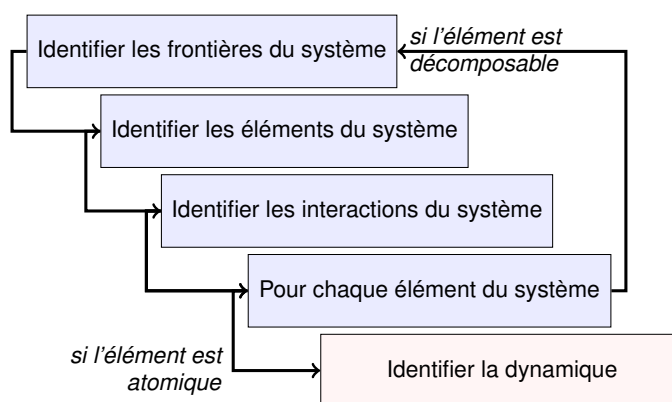 Identifier les frontières du système
si l'élément est
décomposable
Identifier les éléments du système
Identifier les interactions du système
Pour chaque élément du système
si l'élément est
atomique
Identifier la dynamique